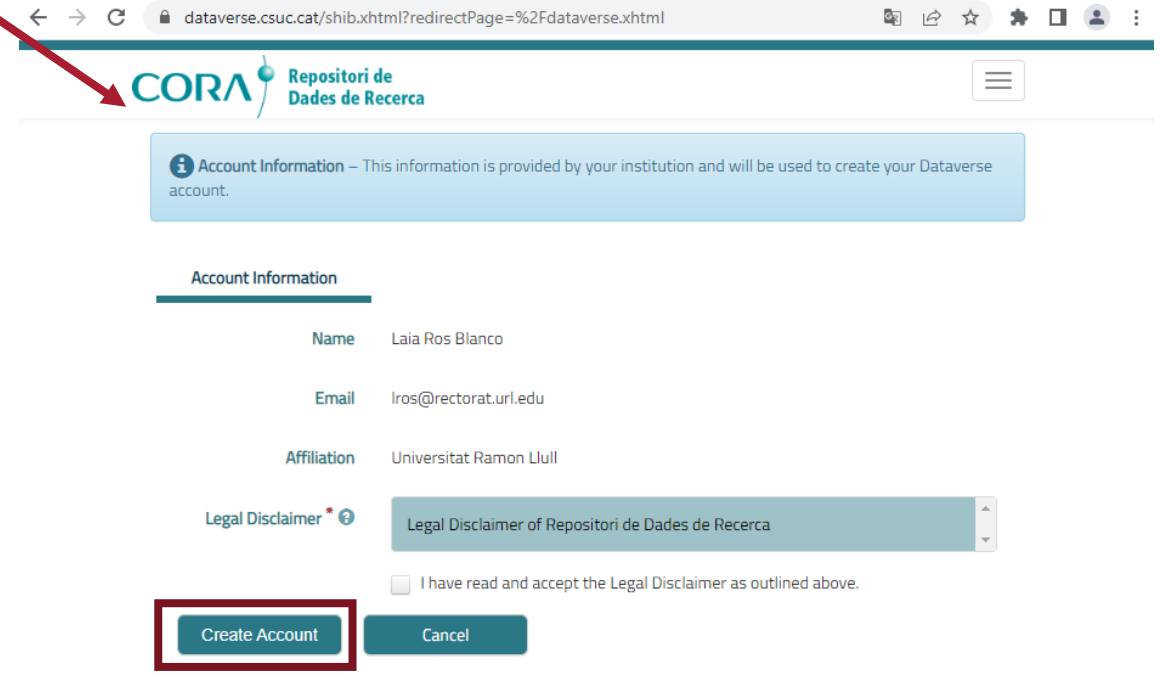 dataverse.csuc.cat/shib.xhtml?redirectPage=%2Fdataverse.xhtml
CORA Repositori de
Dades de Recerca
Account Information – This information is provided by your institution and will be used to create your Dataverse
account.
Account Information
Name Laia Ros Blanco
Email lros@rectorat.url.edu
Affiliation Universitat Ramon Llull
Legal Disclaimer * Legal Disclaimer of Repositori de Dades de Recerca
I have read and accept the Legal Disclaimer as outlined above.
Create Account Cancel